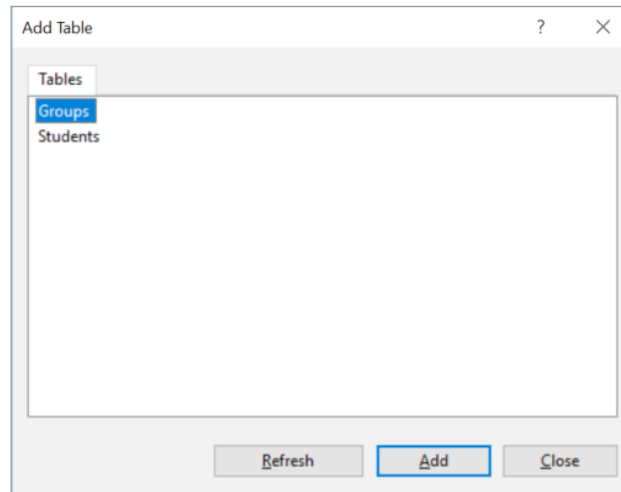 Add Table ?
Tables
Groups
Students
Refresh Add Close